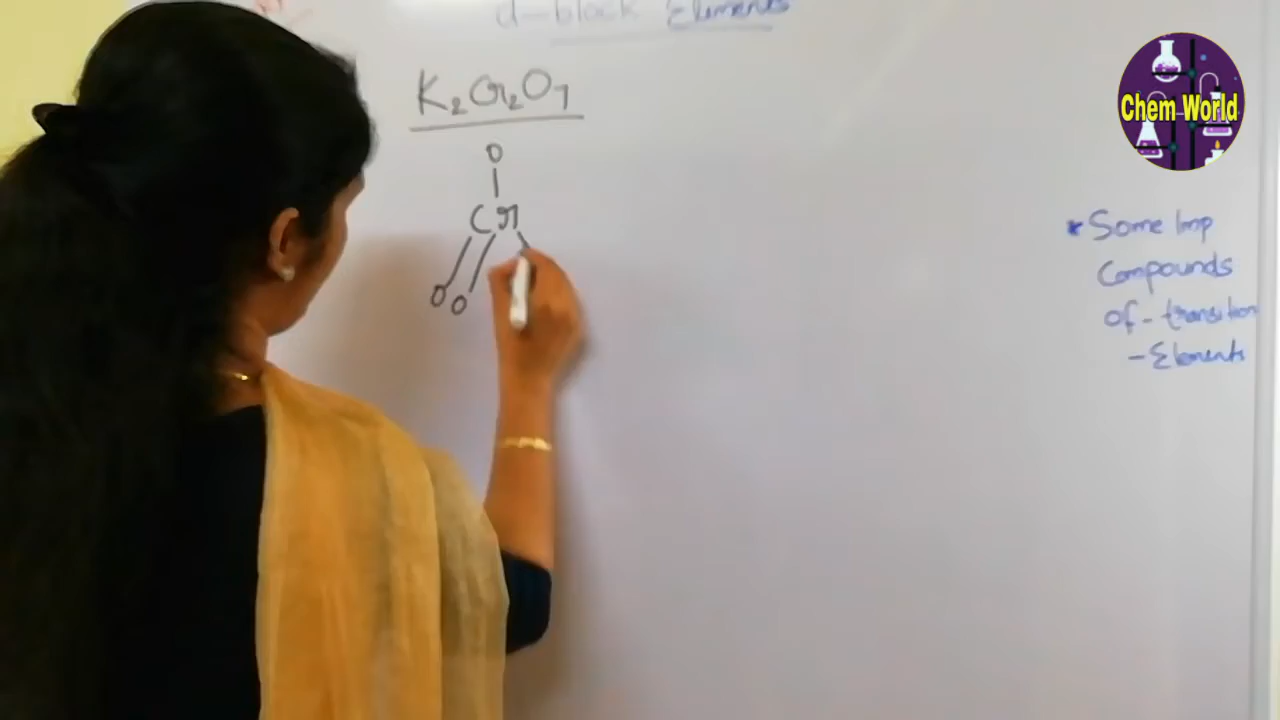 d-block Elements
K₂Cr₂O₇
O
Cr
O O
Chem World
* Some Imp
Compounds
of - transition
- Elements